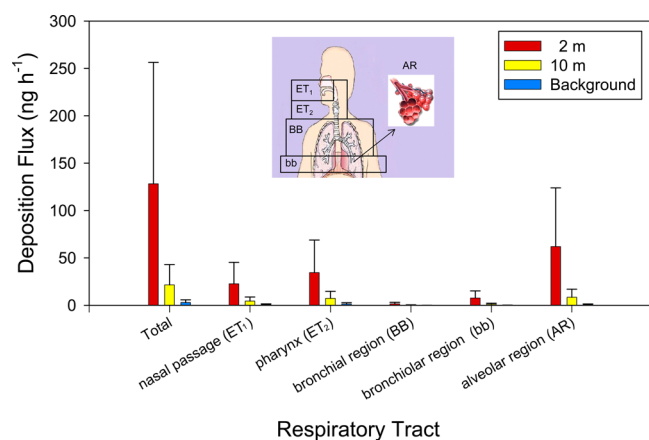 300
250
200
150
100
50
0
Deposition Flux (ng h⁻¹)
2 m
10 m
Background
AR
ET₁
ET₂
BB
bb
Total
nasal passage (ET₁)
pharynx (ET₂)
bronchial region (BB)
bronchiolar region (bb)
alveolar region (AR)
Respiratory Tract